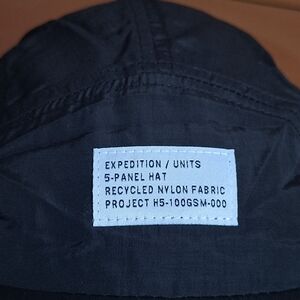 EXPEDITION / UNITS
5-PANEL HAT
RECYCLED NYLON FABRIC
PROJECT H5-100GSM-000